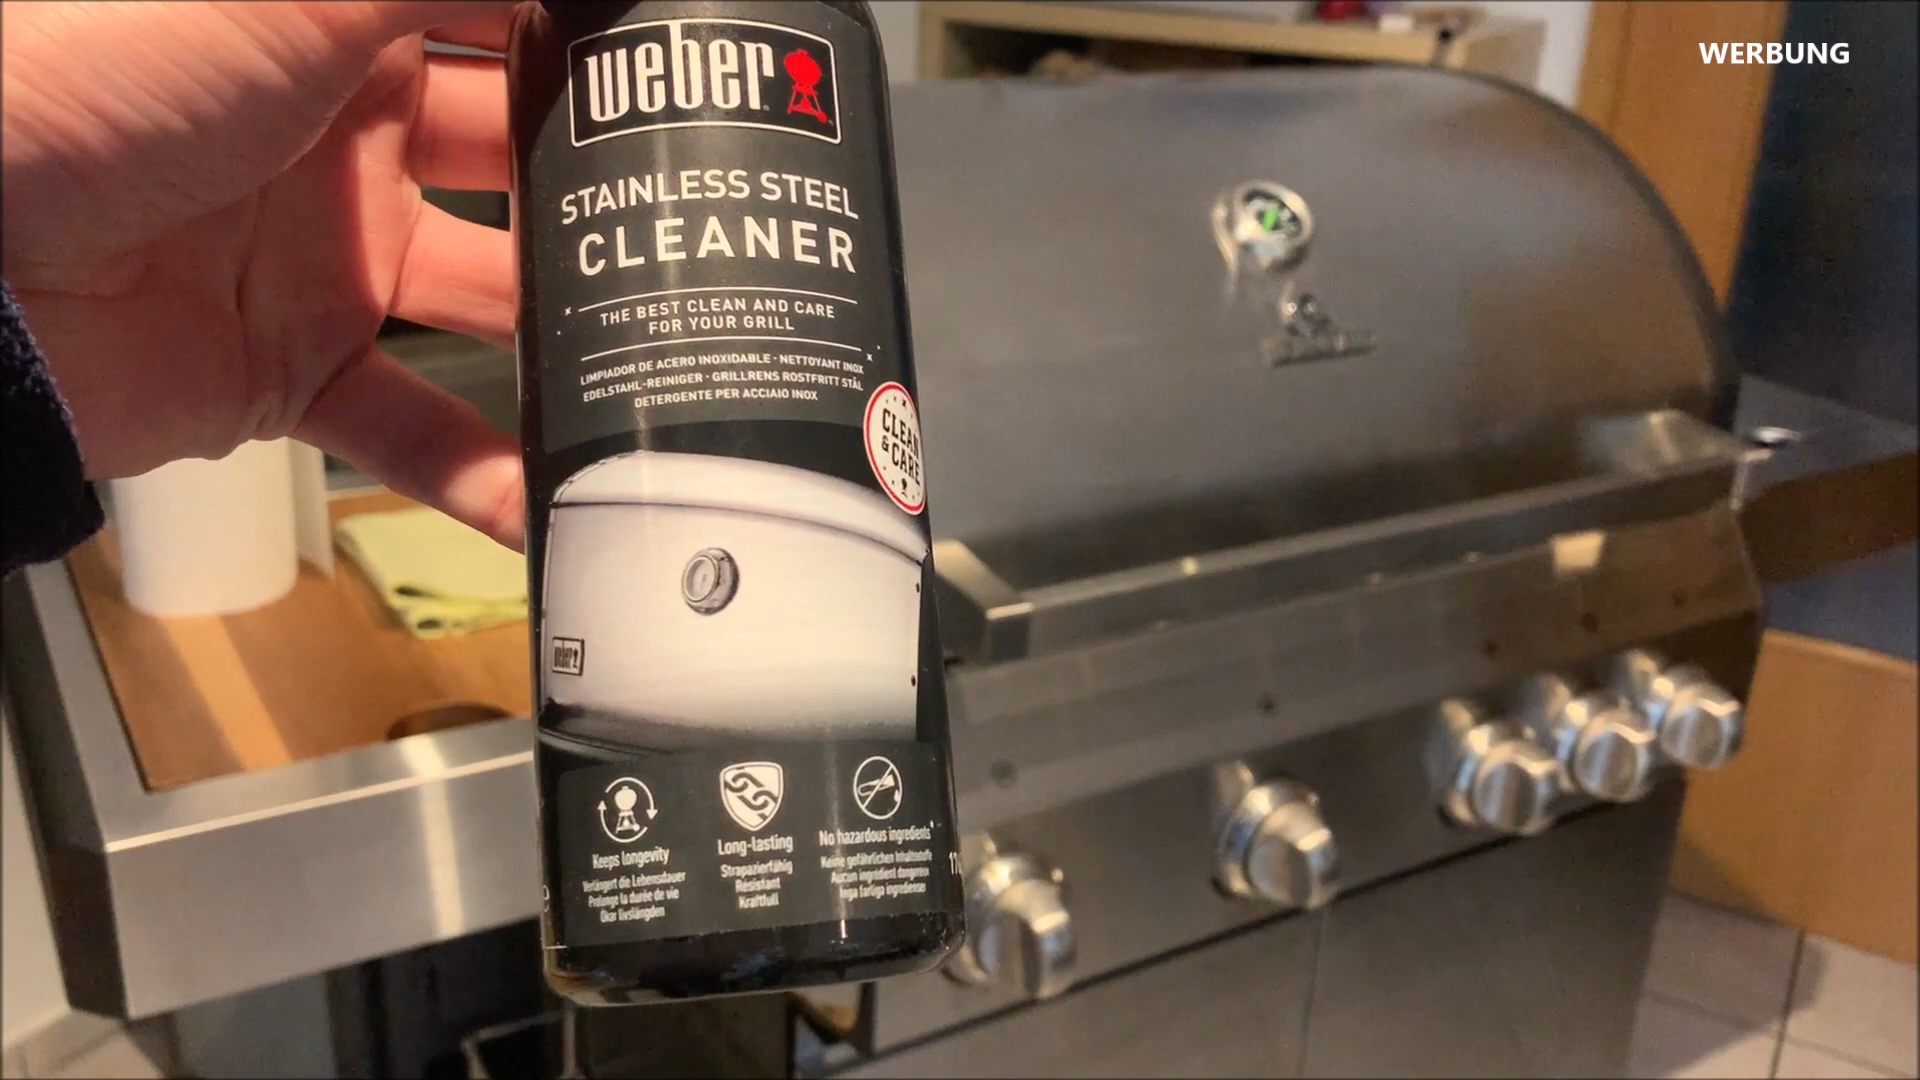 WERBUNG
weber
STAINLESS STEEL
CLEANER
THE BEST CLEAN AND CARE
FOR YOUR GRILL
LIMPIADOR DE ACERO INOXIDABLE · NETTOYANT INOX
EDELSTAHL-REINIGER · GRILLRENS ROSTFRITT STÅL
DETERGENTE PER ACCIAIO INOX
CLEAN
& CARE
weber
Keeps longevity
Verlängert die Lebensdauer
Prolonge la durée de vie
Ökar livslängden
Long-lasting
Strapazierfähig
Résistant
Kraftfull
No hazardous ingredients*
Keine gefährlichen Inhaltsstoffe
Aucun ingrédient dangereux
Inga farliga ingredienser